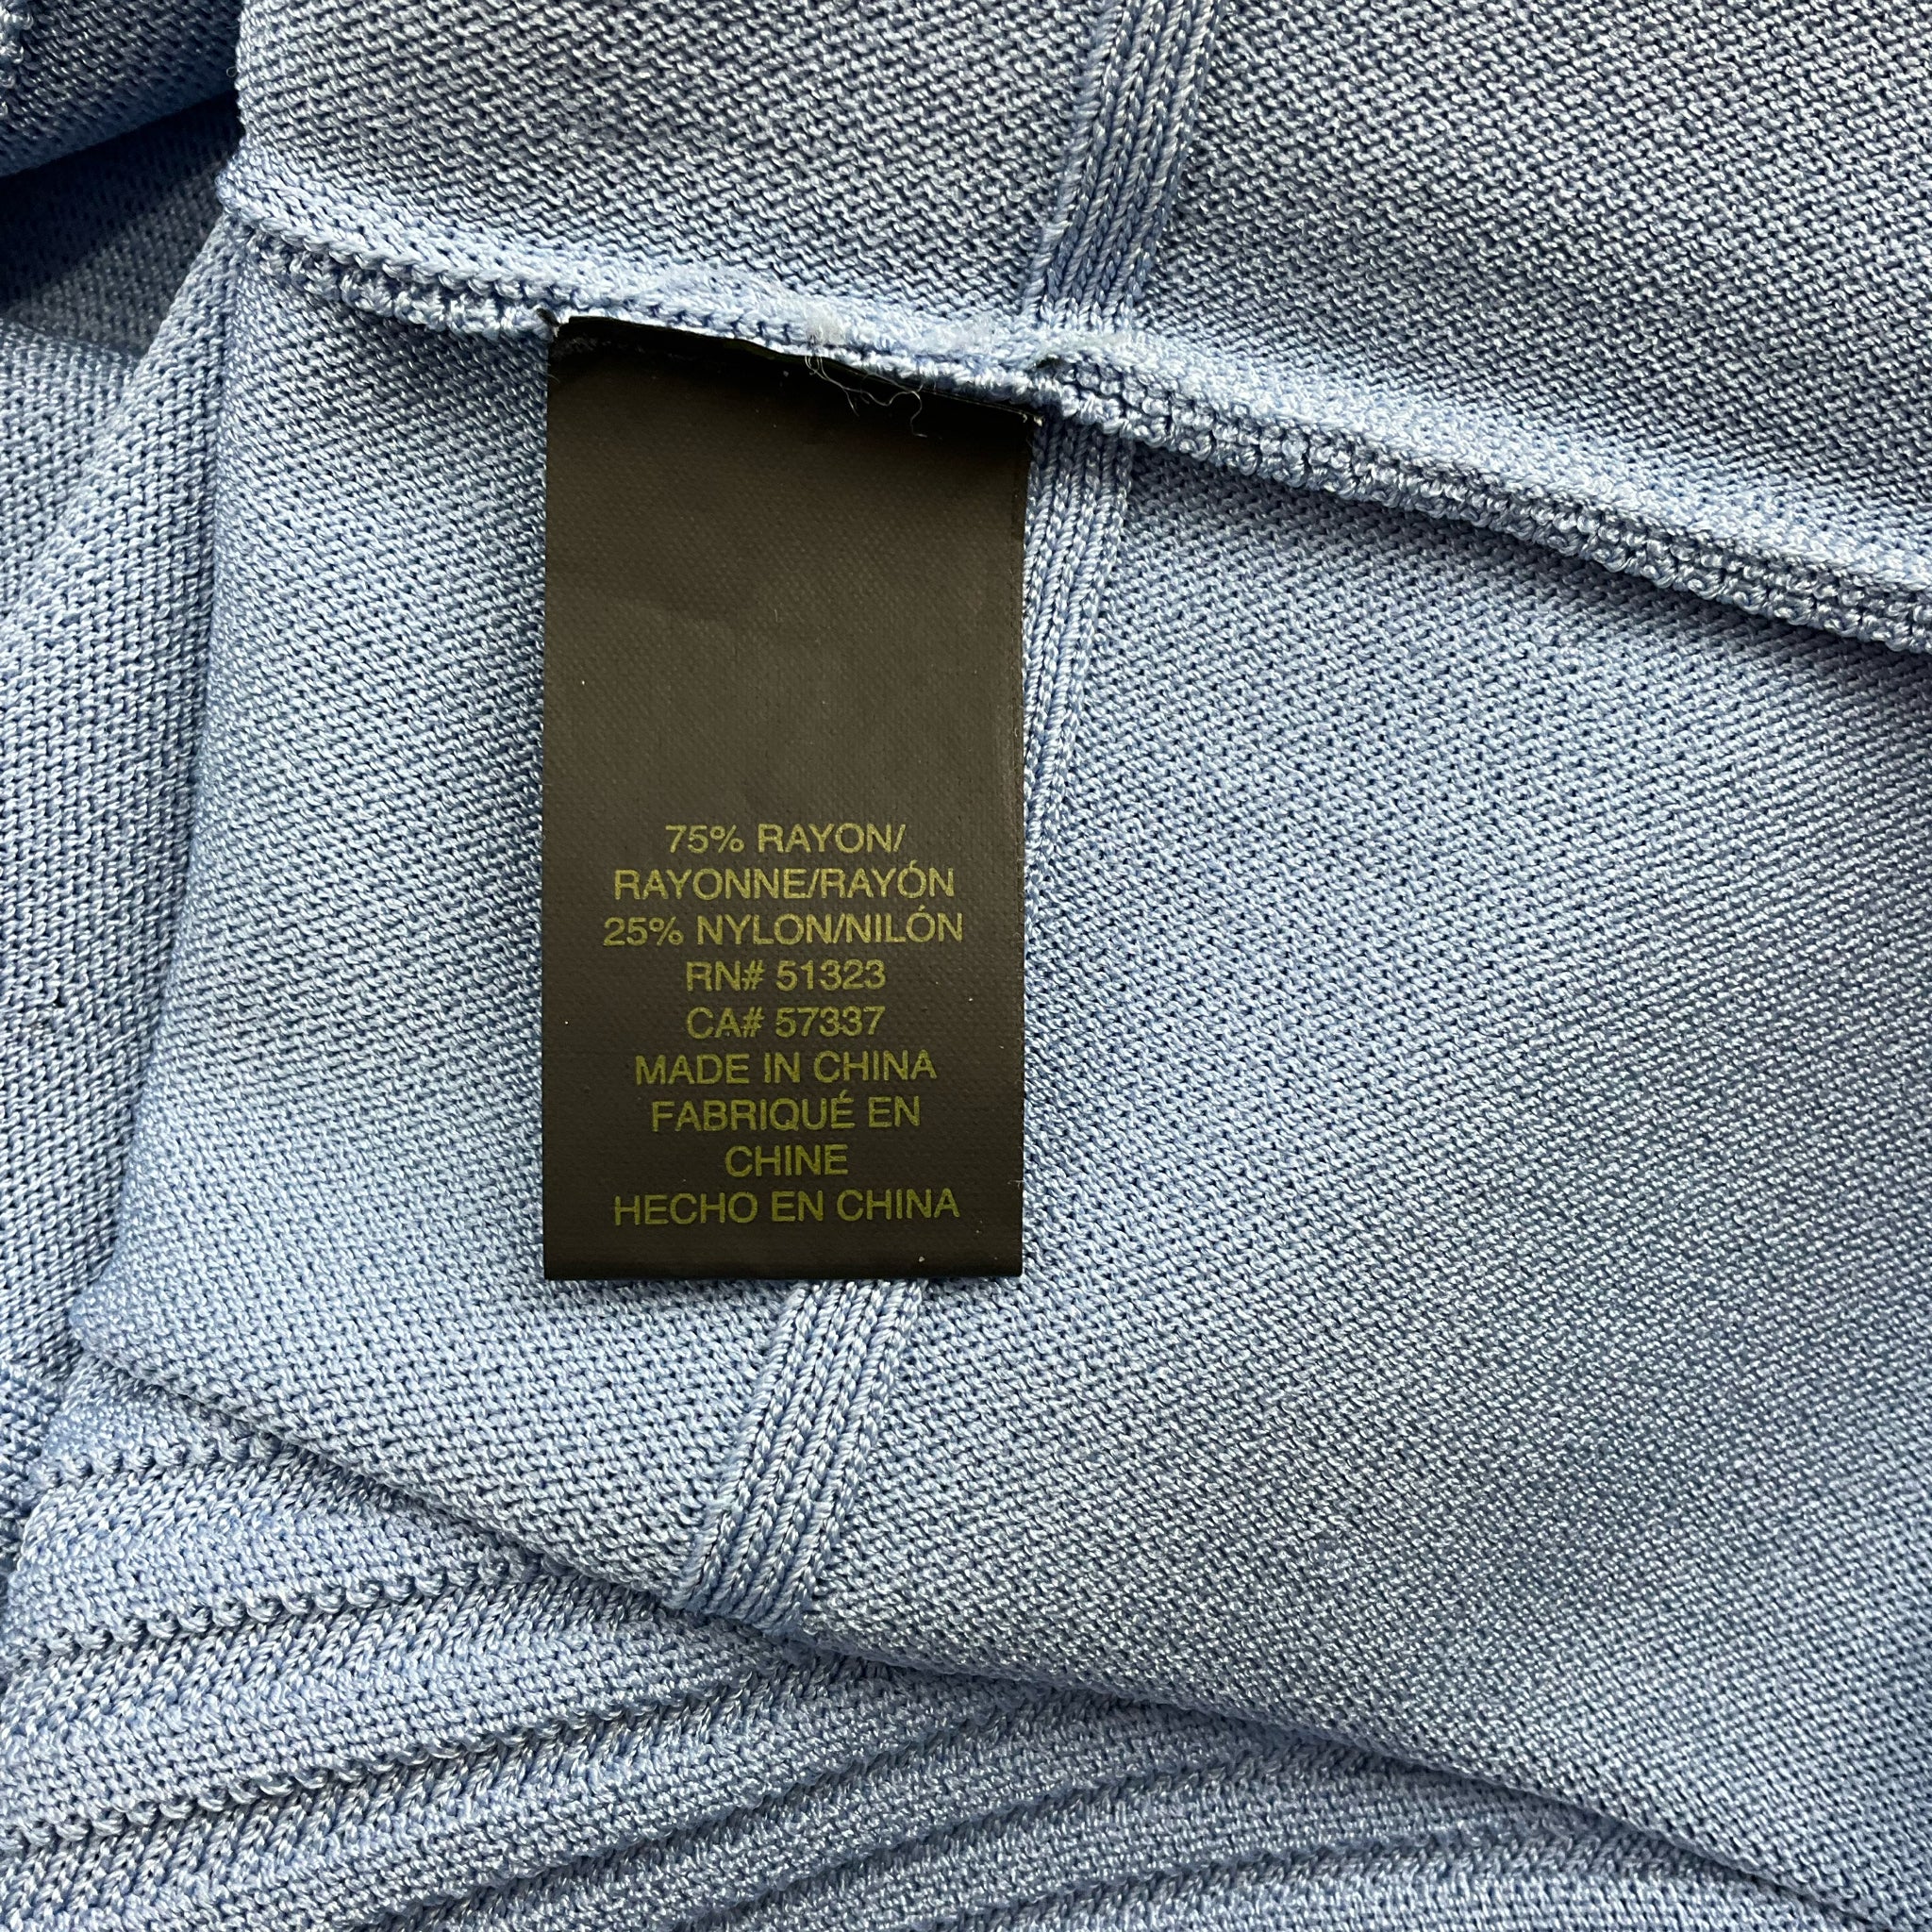 75% RAYON/
RAYONNE/RAYÓN
25% NYLON/NILÓN
RN# 51323
CA# 57337
MADE IN CHINA
FABRIQUÉ EN
CHINE
HECHO EN CHINA